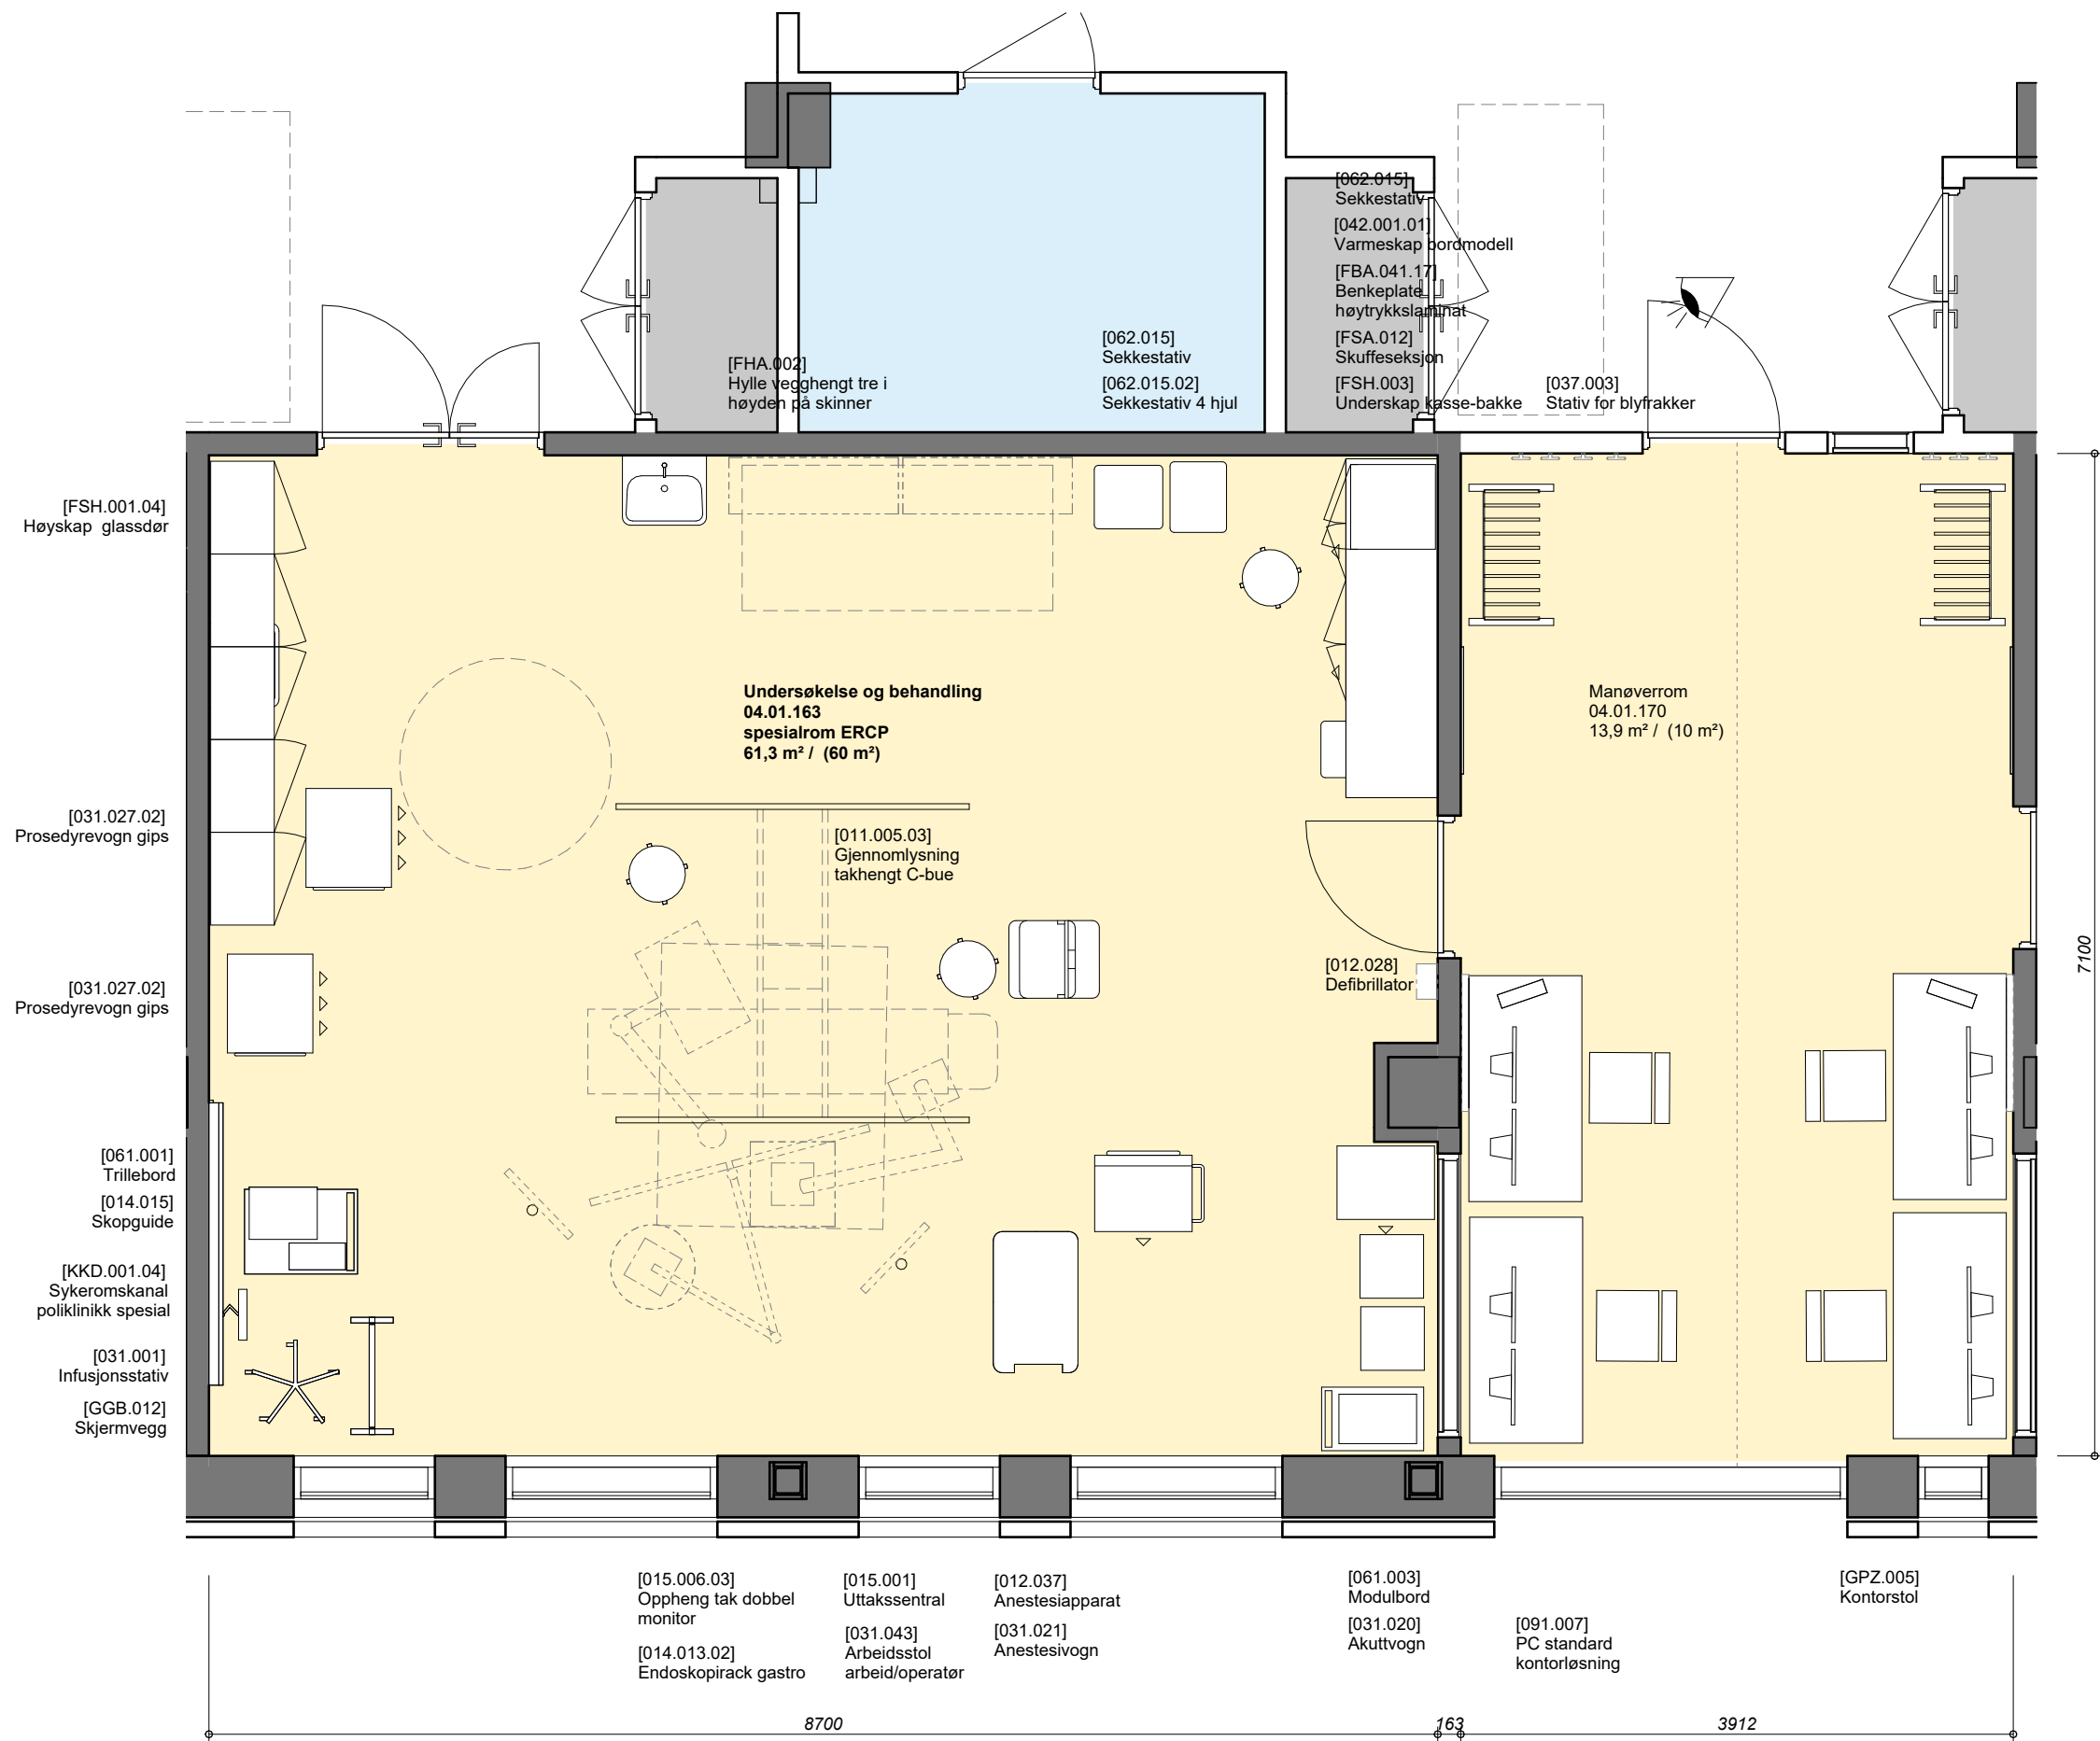 [062.015]
Sekkestativ
[042.001.01]
Varmeskap bordmodell
[FBA.041.17]
Benkeplate
høytrykkslaminat
[FSA.012]
Skuffeseksjon
[FSH.003]
Underskap kasse-bakke
[037.003]
Stativ for blyfrakker
[062.015]
Sekkestativ
[062.015.02]
Sekkestativ 4 hjul
[FHA.002]
Hylle vegghengt tre i
høyden på skinner
[FSH.001.04]
Høyskap glassdør
Undersøkelse og behandling
04.01.163
spesialrom ERCP
61,3 m² / (60 m²)
Manøverrom
04.01.170
13,9 m² / (10 m²)
[031.027.02]
Prosedyrevogn gips
[011.005.03]
Gjennomlysning
takhengt C-bue
[031.027.02]
Prosedyrevogn gips
[012.028]
Defibrillator
7100
[061.001]
Trillebord
[014.015]
Skopguide
[KKD.001.04]
Sykeromskanal
poliklinikk spesial
[031.001]
Infusjonsstativ
[GGB.012]
Skjermvegg
[015.006.03]
Oppheng tak dobbel
monitor
[014.013.02]
Endoskopirack gastro
[015.001]
Uttakssentral
[031.043]
Arbeidsstol
arbeid/operatør
[012.037]
Anestesiapparat
[031.021]
Anestesivogn
[061.003]
Modulbord
[031.020]
Akuttvogn
[091.007]
PC standard
kontorløsning
[GPZ.005]
Kontorstol
8700
163
3912